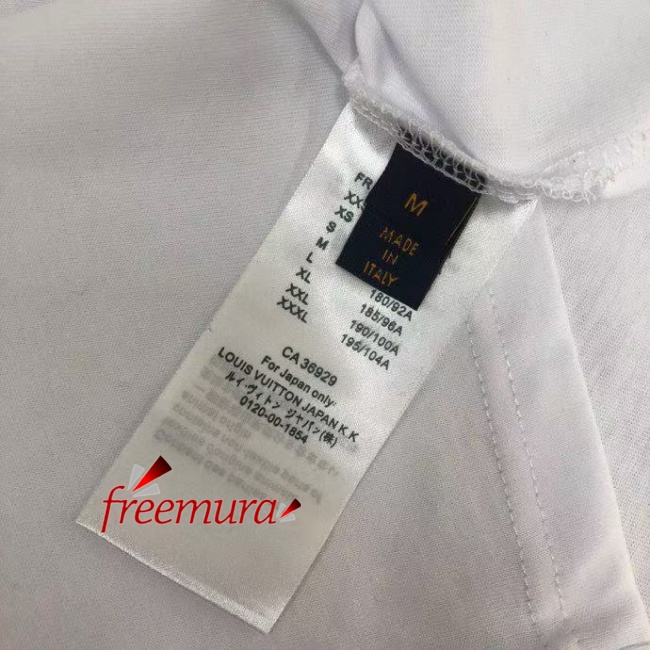 M
MADE
IN
ITALY
FR
XXS
XS
S
M
L
XL 180/92A
XXL 185/96A
XXXL 190/100A
195/104A
CA 36929
For Japan only:
LOUIS VUITTON JAPAN K.K
ルイ·ヴィトン ジャパン(株)
0120-00-1854
freemura